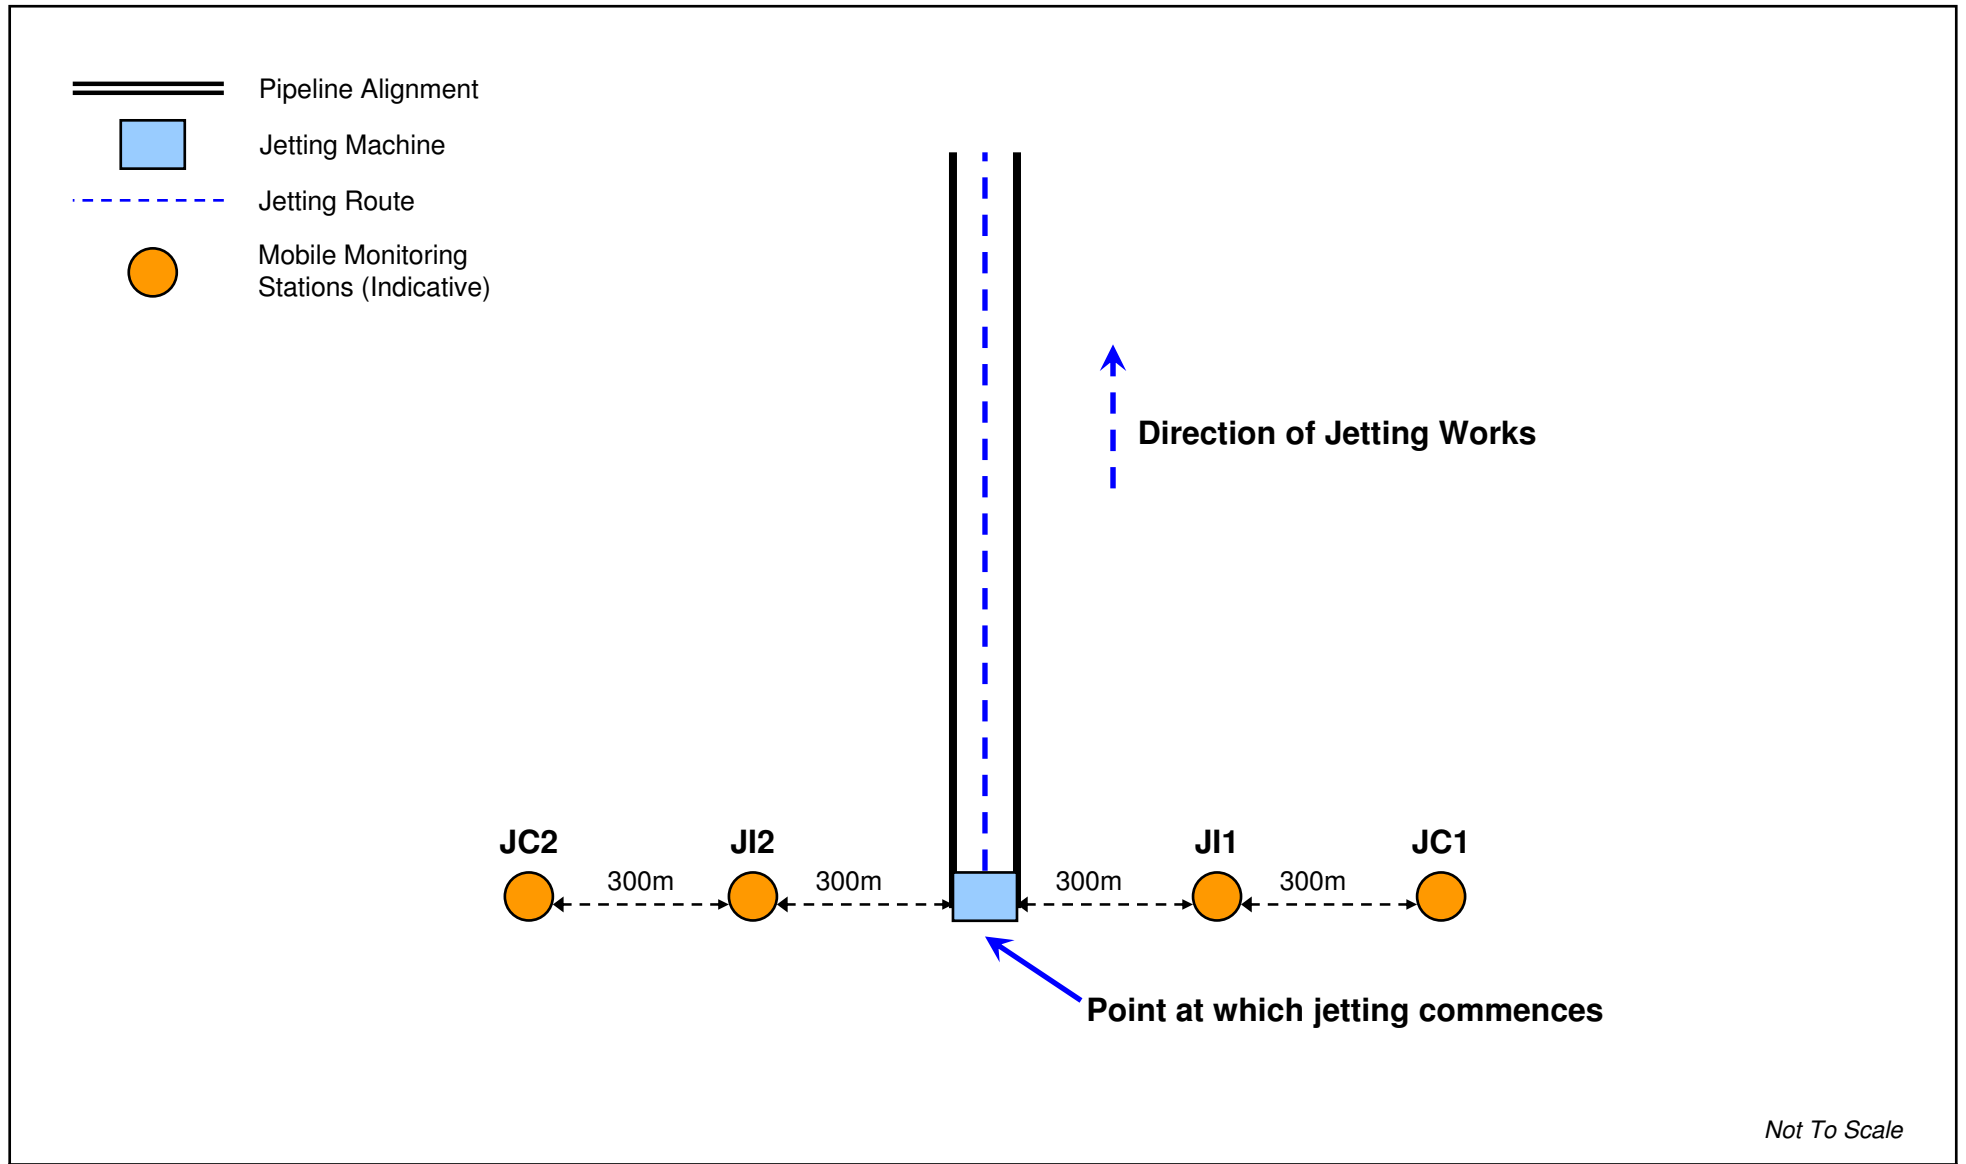 Pipeline Alignment
Jetting Machine
Jetting Route
Mobile Monitoring
Stations (Indicative)
Direction of Jetting Works
JC2 JI2 JI1 JC1
300m 300m 300m 300m
Point at which jetting commences
Not To Scale